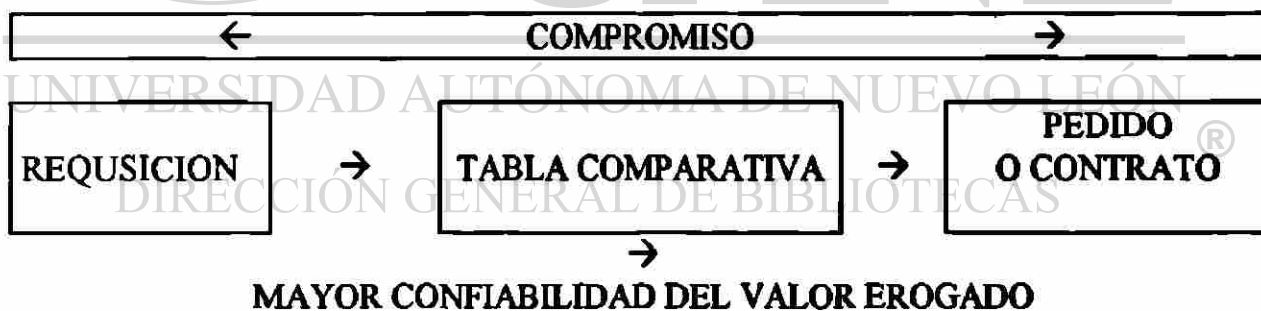 ← COMPROMISO →
UNIVERSIDAD AUTÓNOMA DE NUEVO LEÓN
®
REQUSICION → TABLA COMPARATIVA → PEDIDO
O CONTRATO
DIRECCIÓN GENERAL DE BIBLIOTECAS
→
MAYOR CONFIABILIDAD DEL VALOR EROGADO